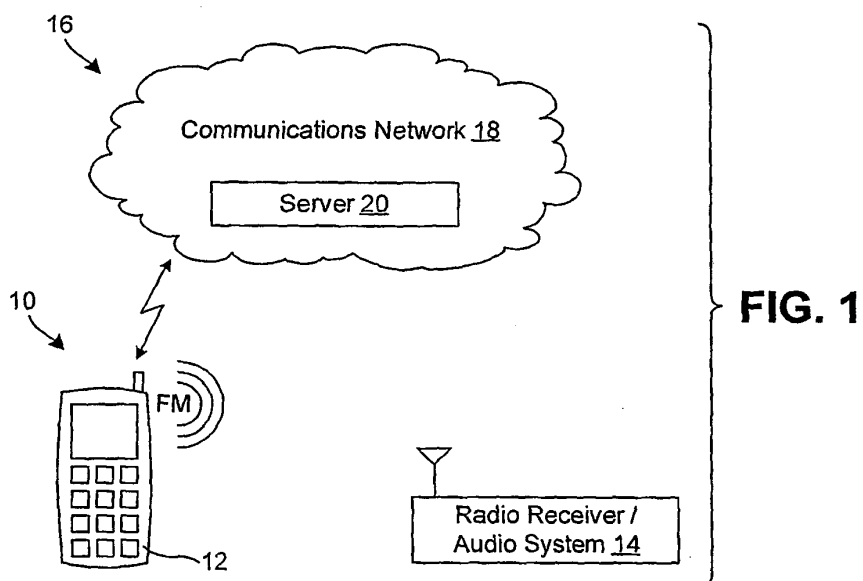 16
Communications Network 18
Server 20
10
FM
12
Radio Receiver /
Audio System 14
FIG. 1